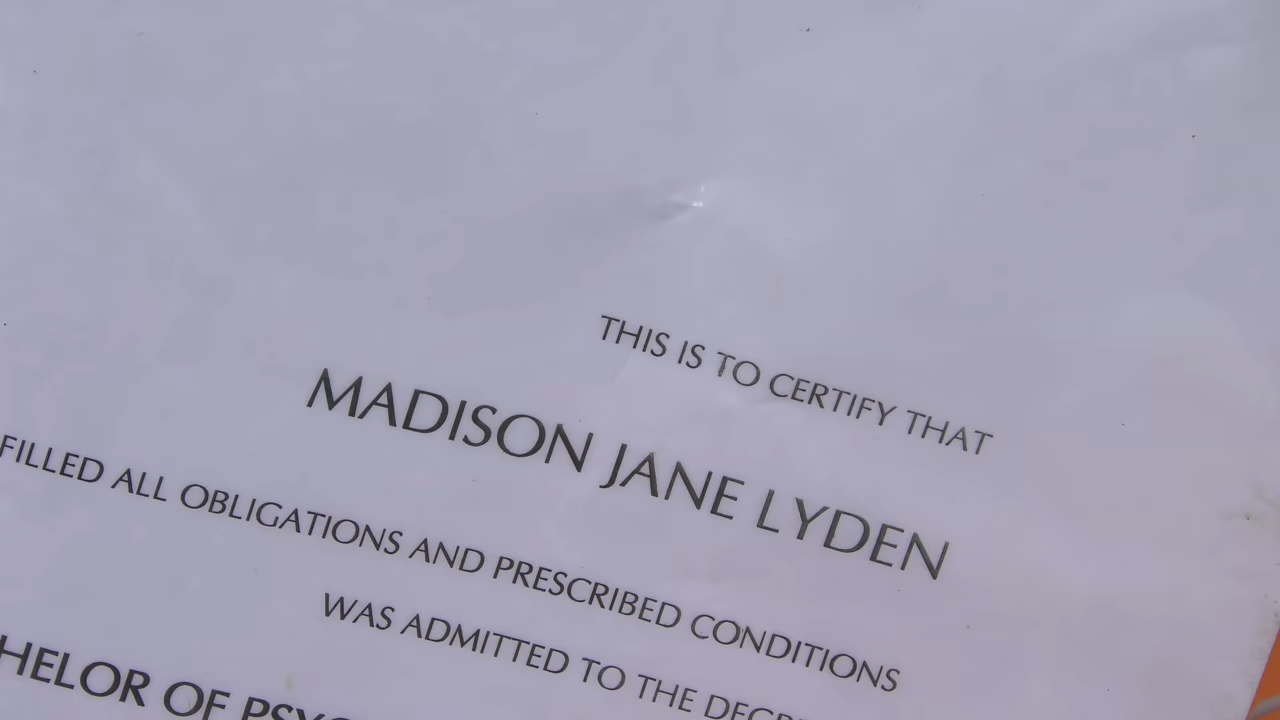 THIS IS TO CERTIFY THAT
MADISON JANE LYDEN
FILLED ALL OBLIGATIONS AND PRESCRIBED CONDITIONS
WAS ADMITTED TO THE
HELOR OF